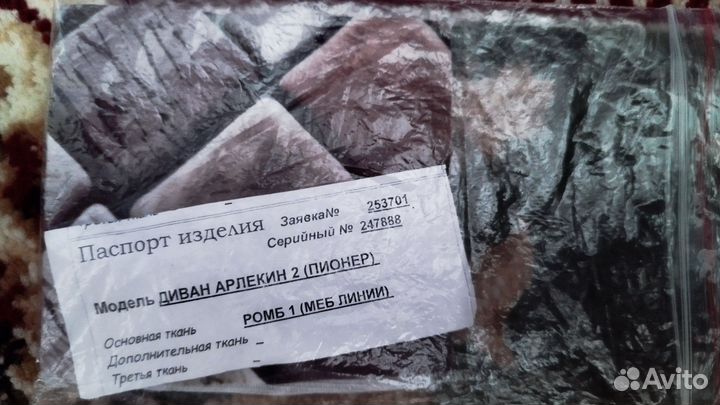 Паспорт изделия Заявка№ 253701
Серийный № 247888
Модель ДИВАН АРЛЕКИН 2 (ПИОНЕР)
Основная ткань РОМБ 1 (МЕБ ЛИНИИ)
Дополнительная ткань –
Третья ткань –
Avito